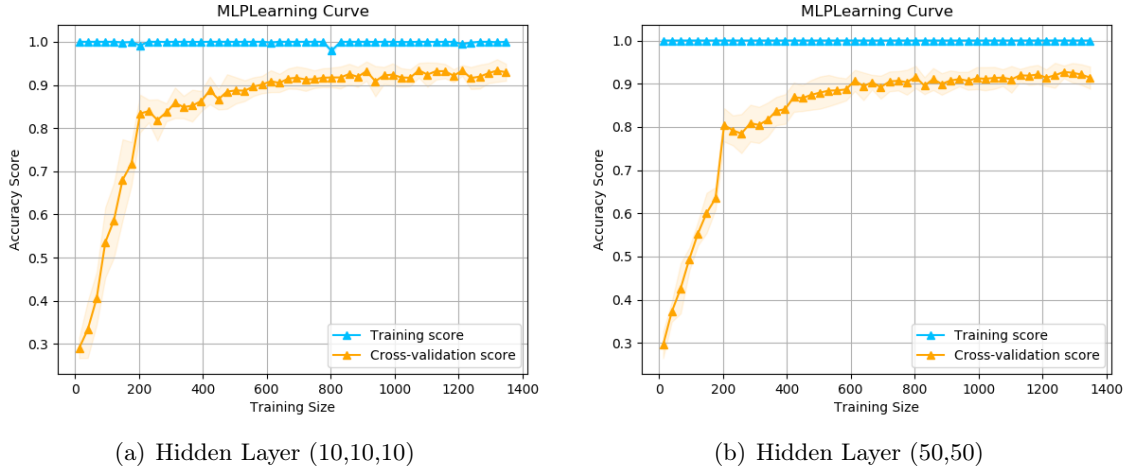 MLPLearning Curve
1.0
0.9
0.8
0.7
0.6
0.5
0.4
0.3
Accuracy Score
0 200 400 600 800 1000 1200 1400
Training Size
Training score
Cross-validation score
(a) Hidden Layer (10,10,10)
MLPLearning Curve
1.0
0.9
0.8
0.7
0.6
0.5
0.4
0.3
Accuracy Score
0 200 400 600 800 1000 1200 1400
Training Size
Training score
Cross-validation score
(b) Hidden Layer (50,50)